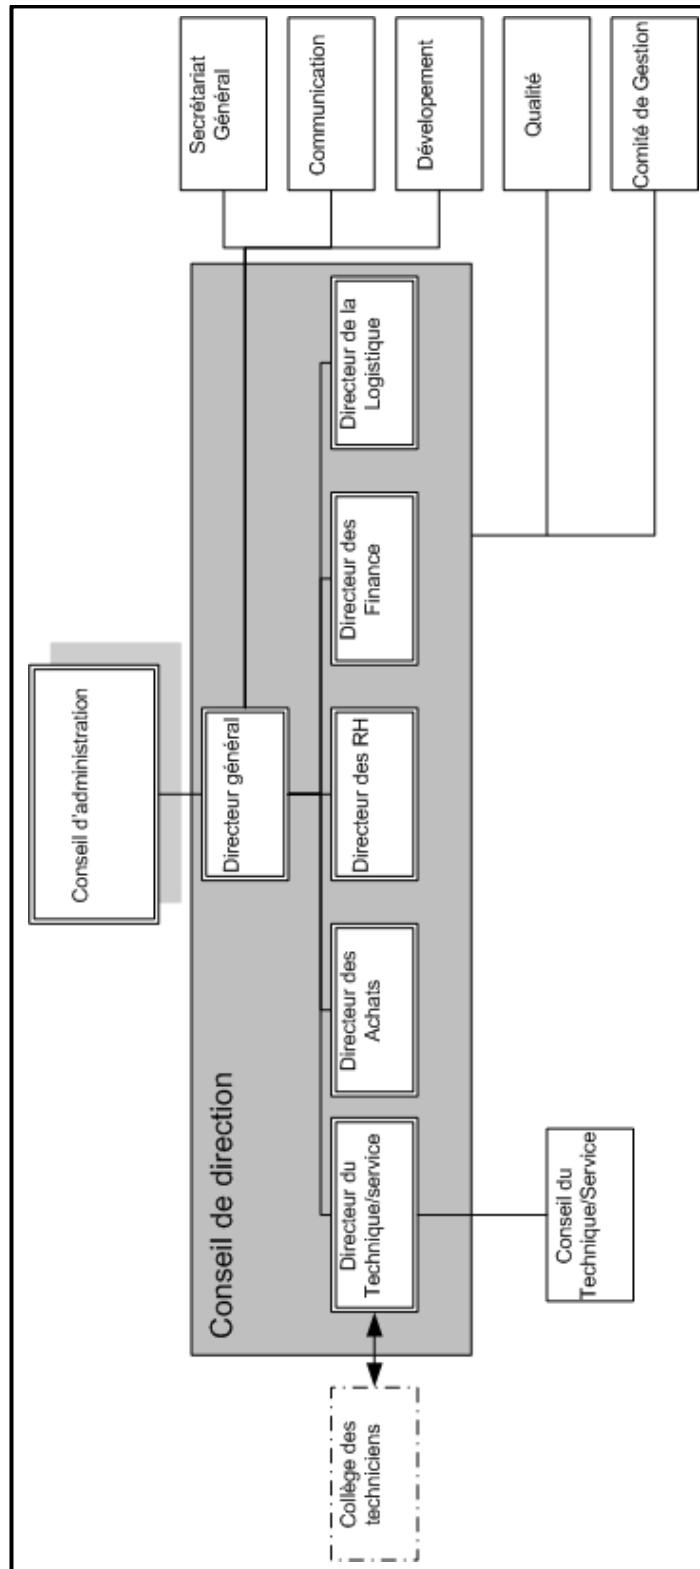 Conseil d'administration
Secrétariat
Général
Directeur général
Communication
Conseil de direction
Collège des
techniciens
Directeur du
Technique/service
Directeur des
Achats
Directeur des RH
Directeur des
Finance
Directeur de la
Logistique
Dévelopement
Qualité
Conseil du
Technique/Service
Comité de Gestion